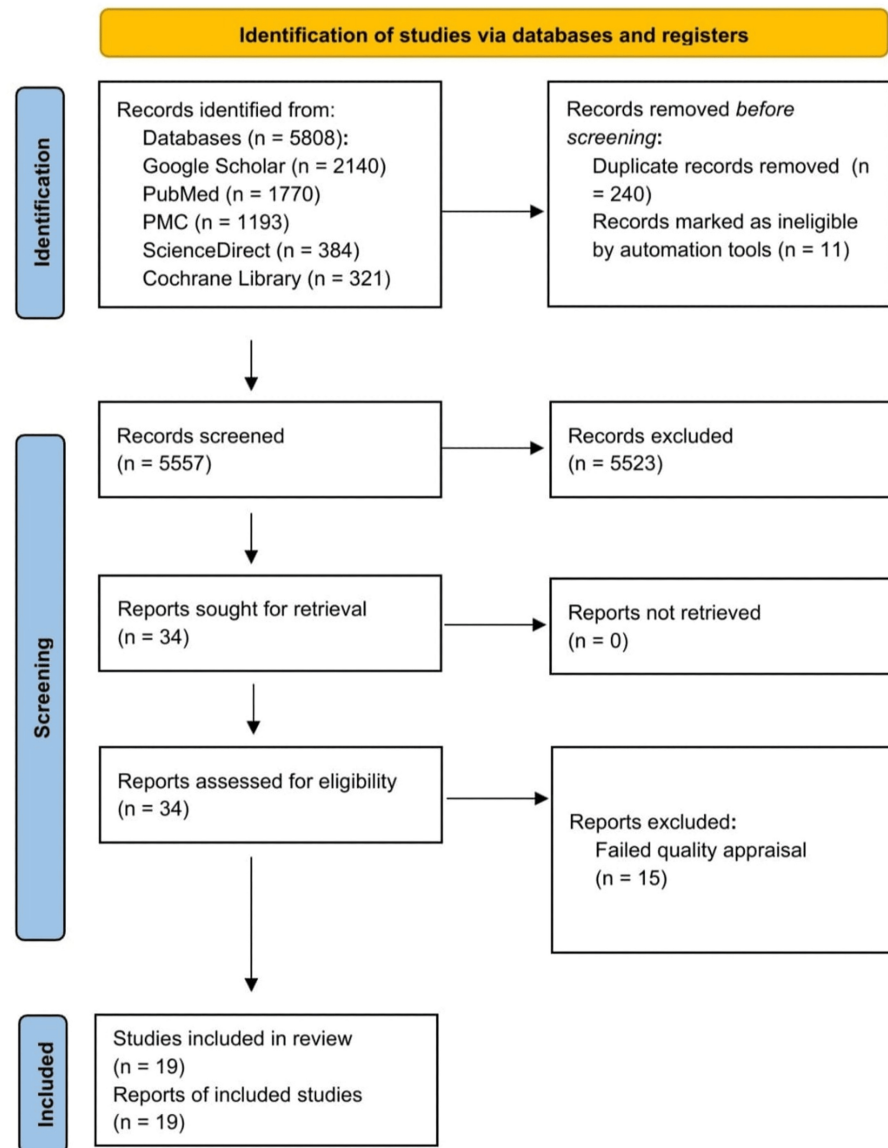 Identification of studies via databases and registers
Identification
Records identified from:
Databases (n = 5808):
Google Scholar (n = 2140)
PubMed (n = 1770)
PMC (n = 1193)
ScienceDirect (n = 384)
Cochrane Library (n = 321)
Records removed before
screening:
Duplicate records removed (n
= 240)
Records marked as ineligible
by automation tools (n = 11)
Screening
Records screened
(n = 5557)
Records excluded
(n = 5523)
Reports sought for retrieval
(n = 34)
Reports not retrieved
(n = 0)
Reports assessed for eligibility
(n = 34)
Reports excluded:
Failed quality appraisal
(n = 15)
Included
Studies included in review
(n = 19)
Reports of included studies
(n = 19)